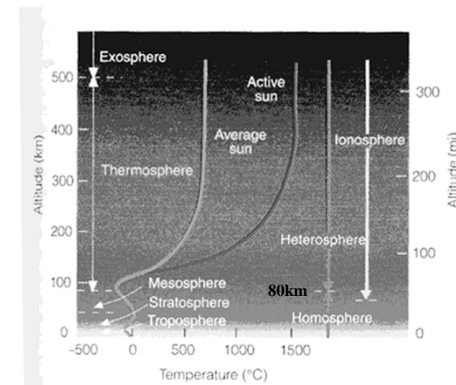 Exosphere
500
400
300
200
100
0
Altitude (km)
Active
sun
Average
sun
Thermosphere
Ionosphere
Heterosphere
80km
Mesosphere
Stratosphere
Troposphere
Homosphere
300
200
100
0
Altitude (mi)
-500 0 500 1000 1500
Temperature (°C)